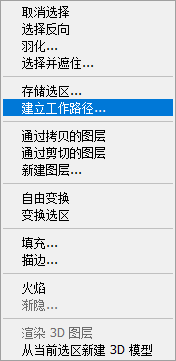 取消选择
选择反向
羽化...
选择并遮住...
存储选区...
建立工作路径...
通过拷贝的图层
通过剪切的图层
新建图层...
自由变换
变换选区
填充...
描边...
火焰
渐隐...
渲染 3D 图层
从当前选区新建 3D 模型